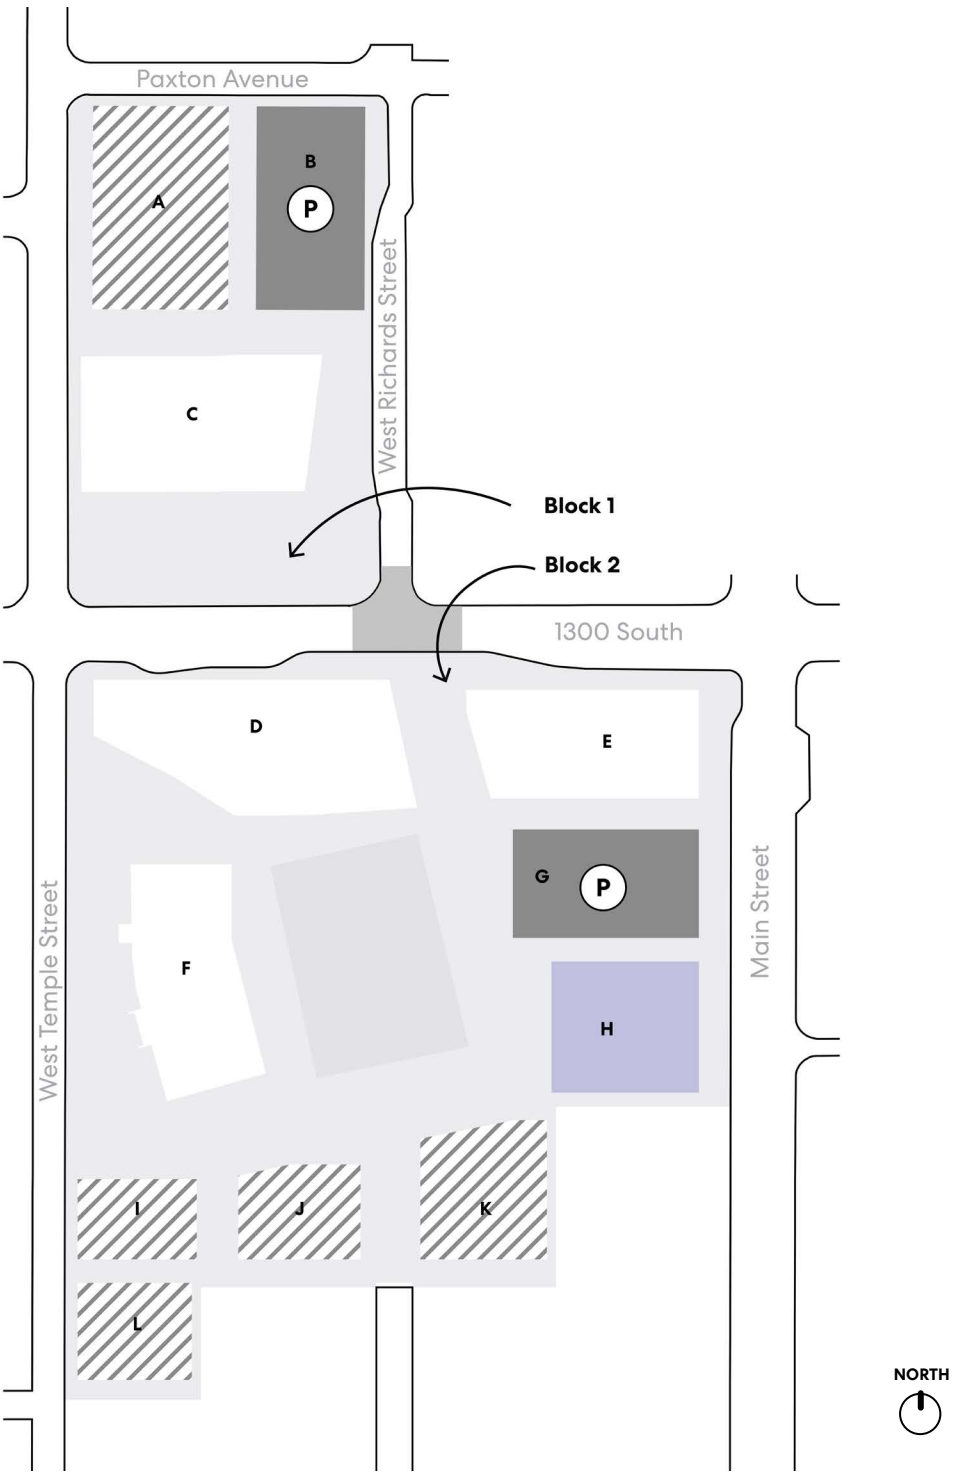 Paxton Avenue
A
B
P
West Richards Street
C
Block 1
Block 2
1300 South
D
E
G
P
Main Street
West Temple Street
F
H
I
J
K
L
NORTH